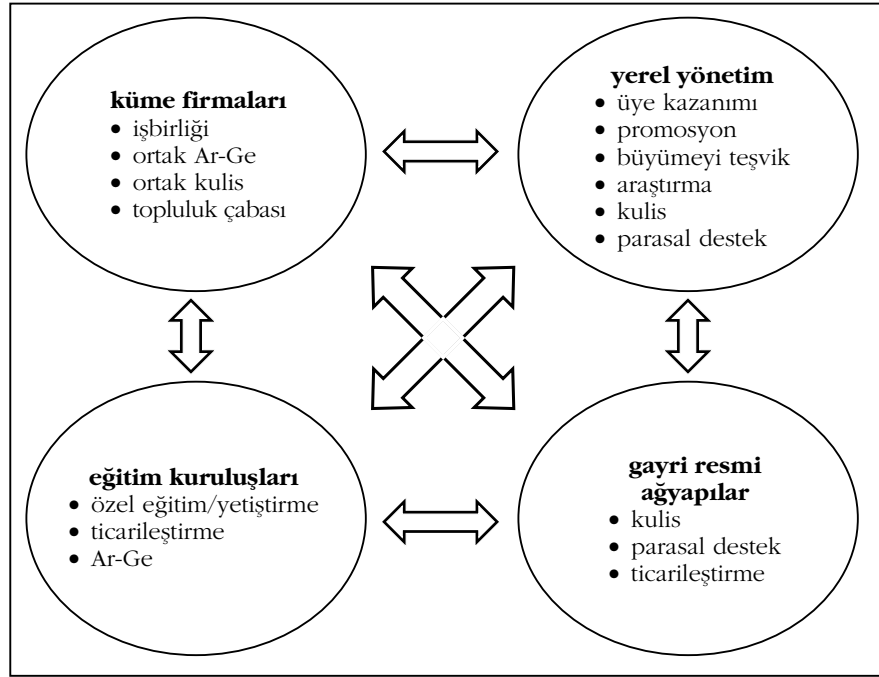 küme firmaları
• işbirliği
• ortak Ar-Ge
• ortak kulis
• topluluk çabası
yerel yönetim
• üye kazanımı
• promosyon
• büyümeyi teşvik
• araştırma
• kulis
• parasal destek
eğitim kuruluşları
• özel eğitim/yetiştirme
• ticarileştirme
• Ar-Ge
gayri resmi
ağyapılar
• kulis
• parasal destek
• ticarileştirme